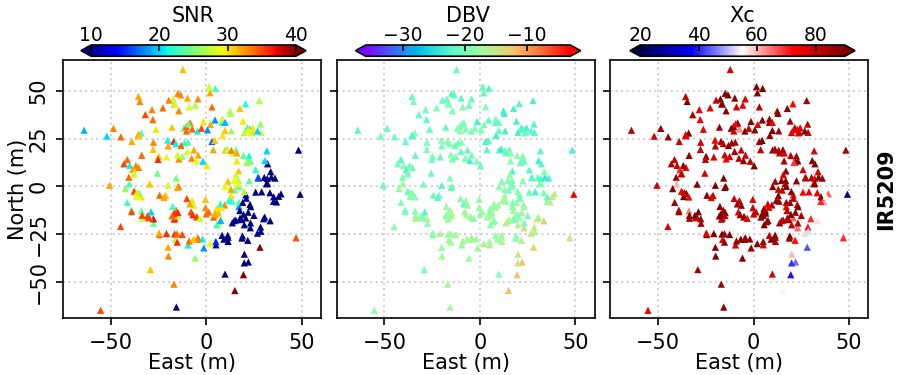 SNR DBV Xc
10 20 30 40 −30 −20 −10 20 40 60 80
50
25
0
−25
−50
North (m)
−50 0 50 −50 0 50 −50 0 50
East (m) East (m) East (m)
IR5209